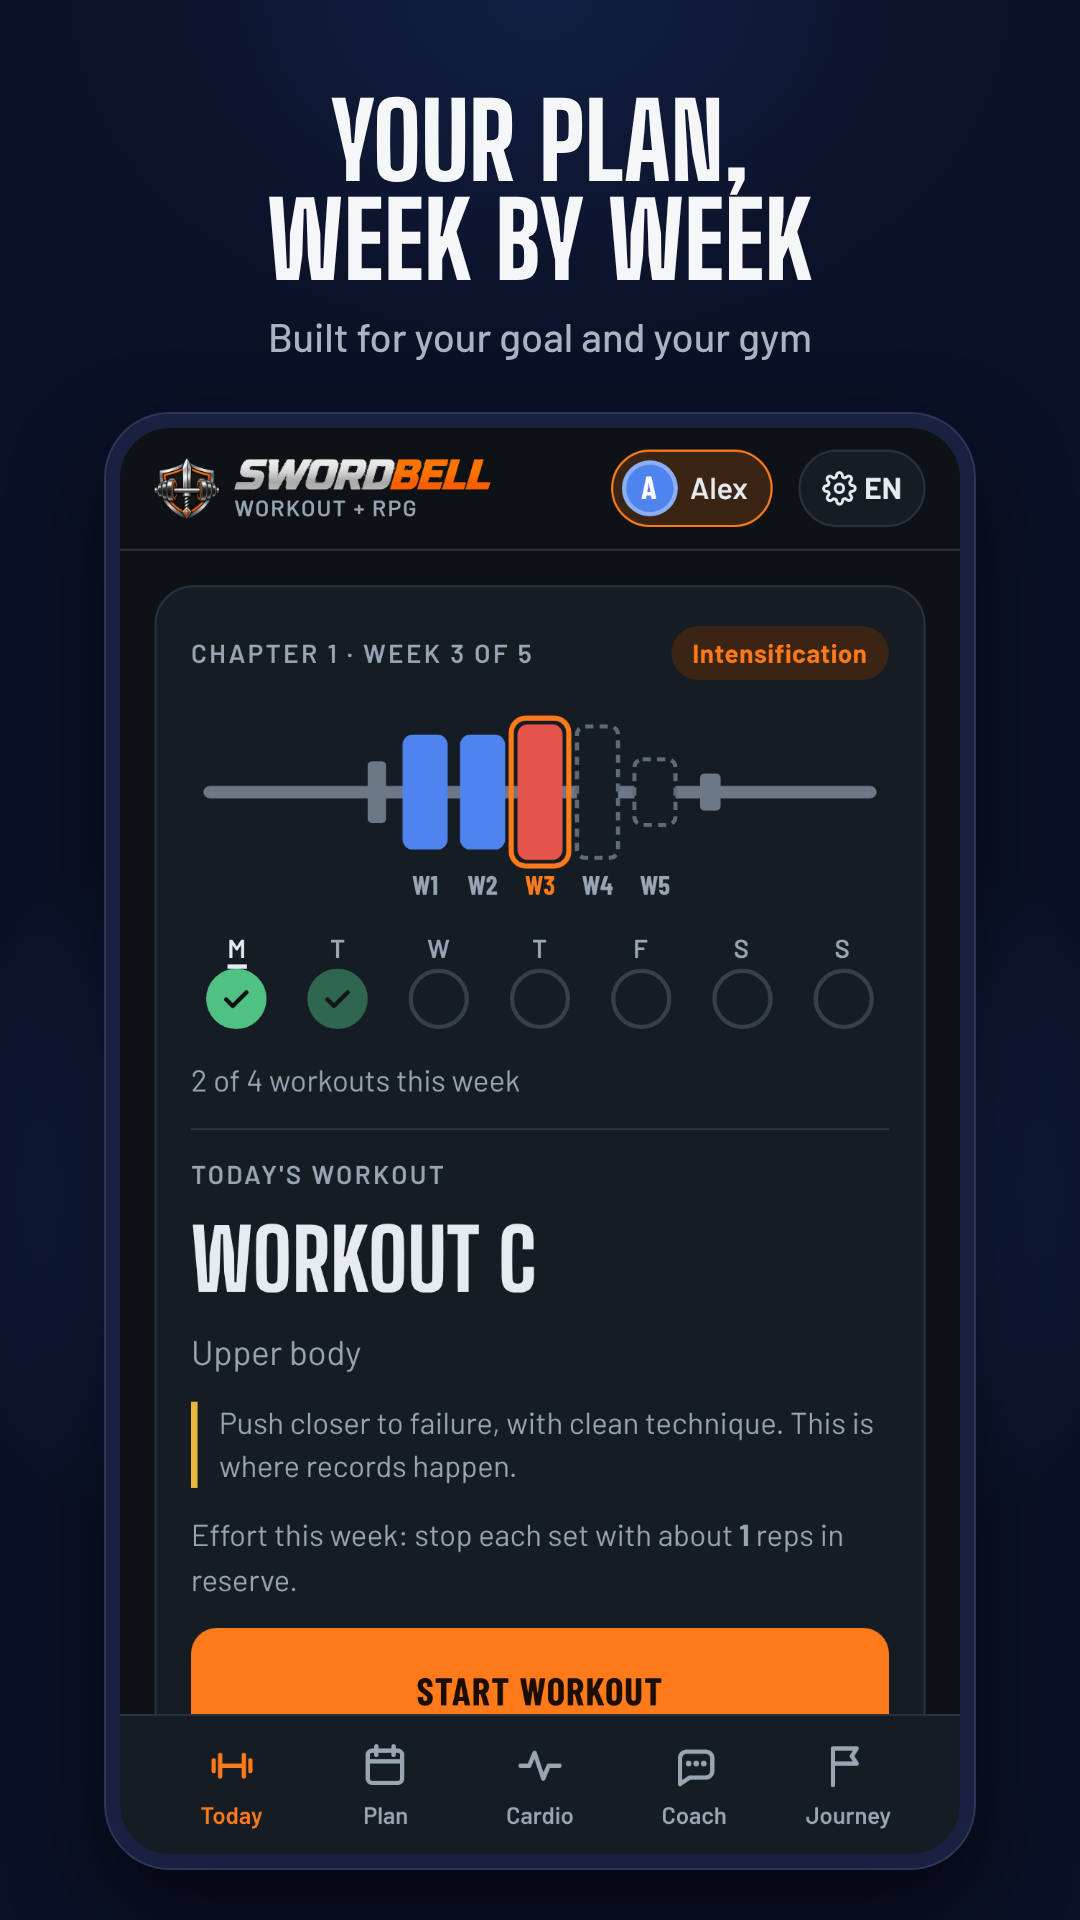 YOUR PLAN,
WEEK BY WEEK
Built for your goal and your gym
SWORDBELL
WORKOUT + RPG
A Alex
EN
CHAPTER 1 · WEEK 3 OF 5
Intensification
W1 W2 W3 W4 W5
M T W T F S S
2 of 4 workouts this week
TODAY'S WORKOUT
WORKOUT C
Upper body
Push closer to failure, with clean technique. This is
where records happen.
Effort this week: stop each set with about 1 reps in
reserve.
START WORKOUT
Today Plan Cardio Coach Journey